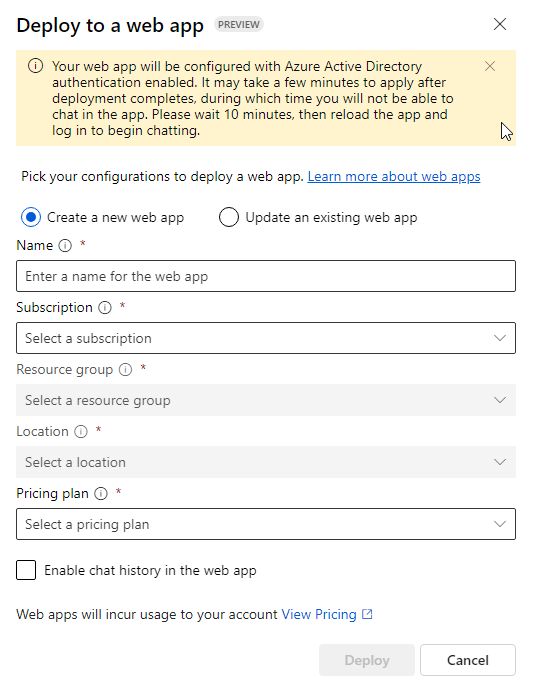 Deploy to a web app PREVIEW
Your web app will be configured with Azure Active Directory
authentication enabled. It may take a few minutes to apply after
deployment completes, during which time you will not be able to
chat in the app. Please wait 10 minutes, then reload the app and
log in to begin chatting.
Pick your configurations to deploy a web app. Learn more about web apps
Create a new web app Update an existing web app
Name *
Enter a name for the web app
Subscription *
Select a subscription
Resource group *
Select a resource group
Location *
Select a location
Pricing plan *
Select a pricing plan
Enable chat history in the web app
Web apps will incur usage to your account View Pricing
Deploy Cancel